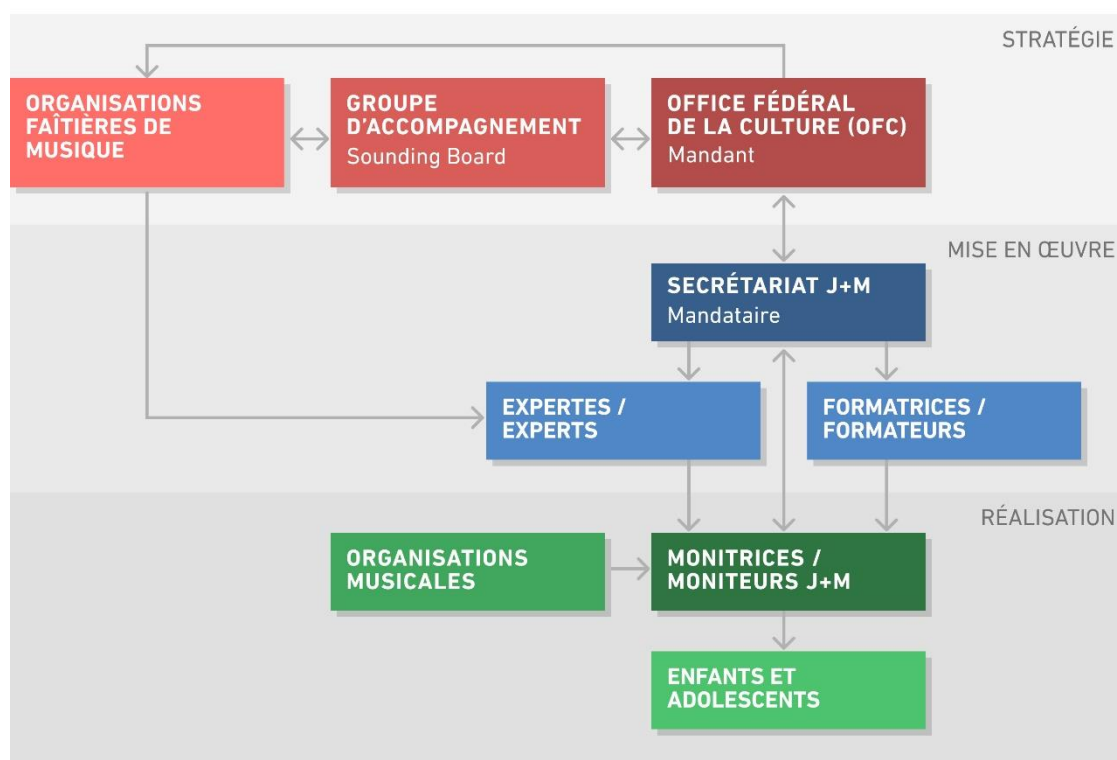 STRATÉGIE
ORGANISATIONS
FAÎTIÈRES DE
MUSIQUE
GROUPE
D’ACCOMPAGNEMENT
Sounding Board
OFFICE FÉDÉRAL
DE LA CULTURE (OFC)
Mandant
MISE EN ŒUVRE
SECRÉTARIAT J+M
Mandataire
EXPERTES /
EXPERTS
FORMATRICES /
FORMATEURS
RÉALISATION
ORGANISATIONS
MUSICALES
MONITRICES /
MONITEURS J+M
ENFANTS ET
ADOLESCENTS